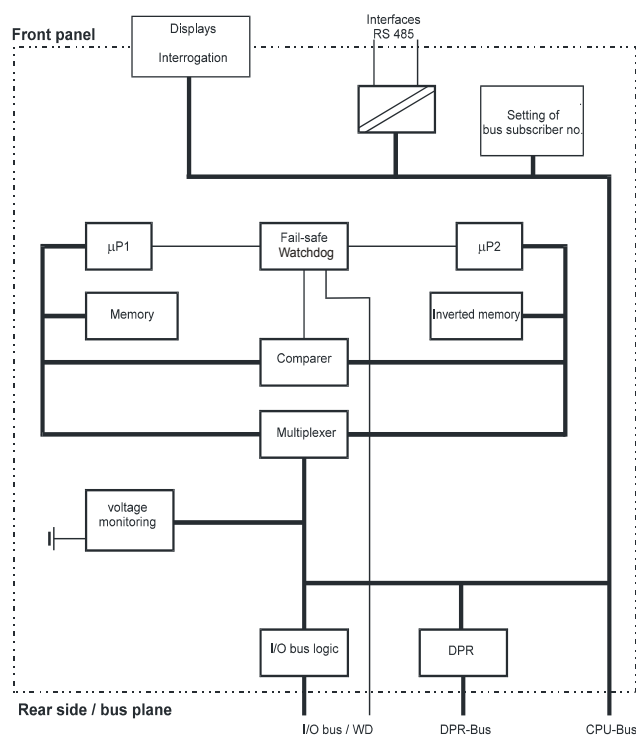 Front panel
Displays
Interrogation
Interfaces
RS 485
Setting of
bus subscriber no.
μP1
Fail-safe
Watchdog
μP2
Memory
Inverted memory
Comparer
Multiplexer
voltage
monitoring
I/O bus logic
DPR
Rear side / bus plane
I/O bus / WD
DPR-Bus
CPU-Bus